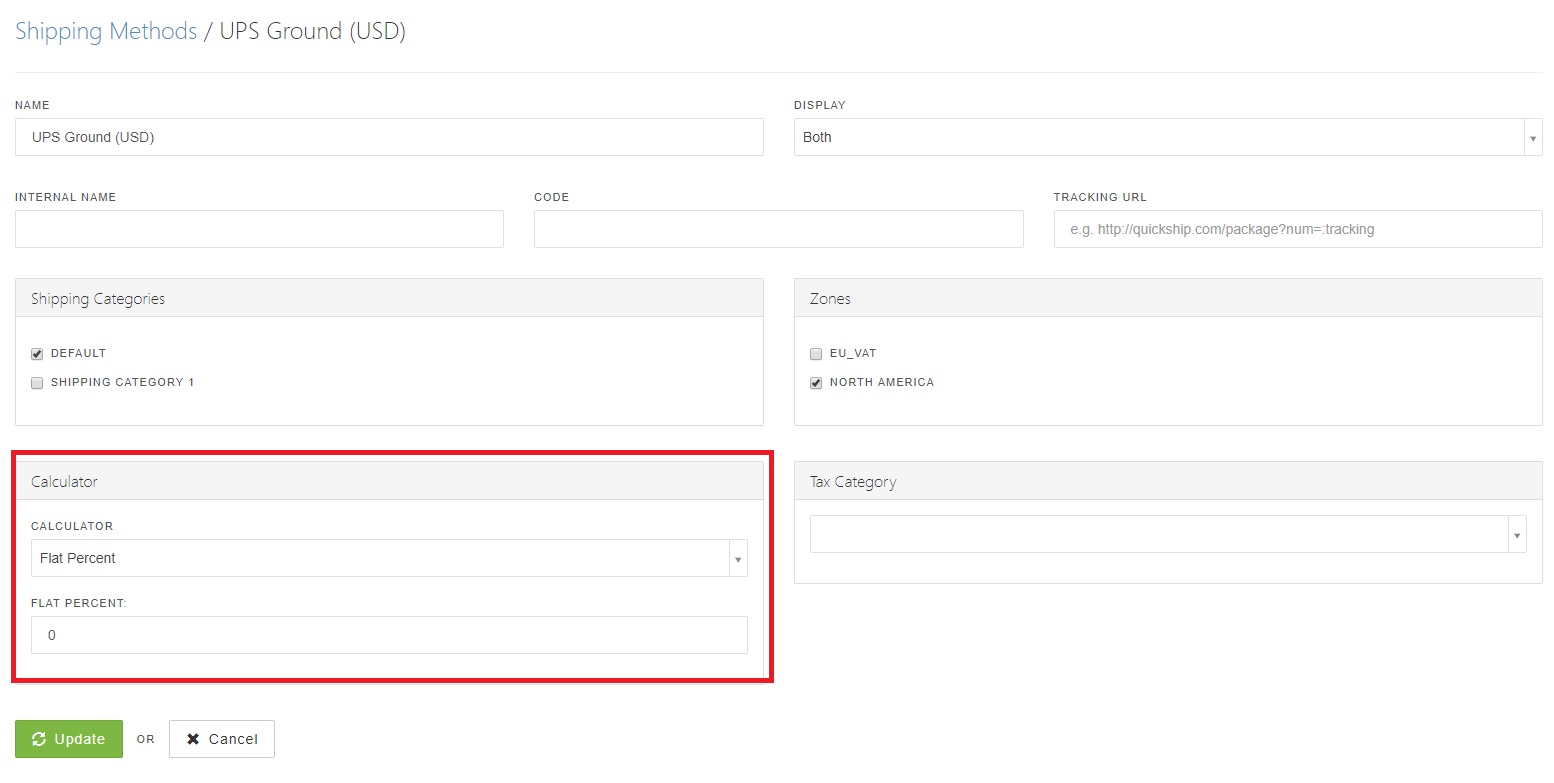 Shipping Methods / UPS Ground (USD)
NAME
UPS Ground (USD)
DISPLAY
Both
INTERNAL NAME
CODE
TRACKING URL
e.g. http://quickship.com/package?num=:tracking
Shipping Categories
DEFAULT
SHIPPING CATEGORY 1
Zones
EU_VAT
NORTH AMERICA
Calculator
CALCULATOR
Flat Percent
FLAT PERCENT:
0
Tax Category
Update
OR
Cancel